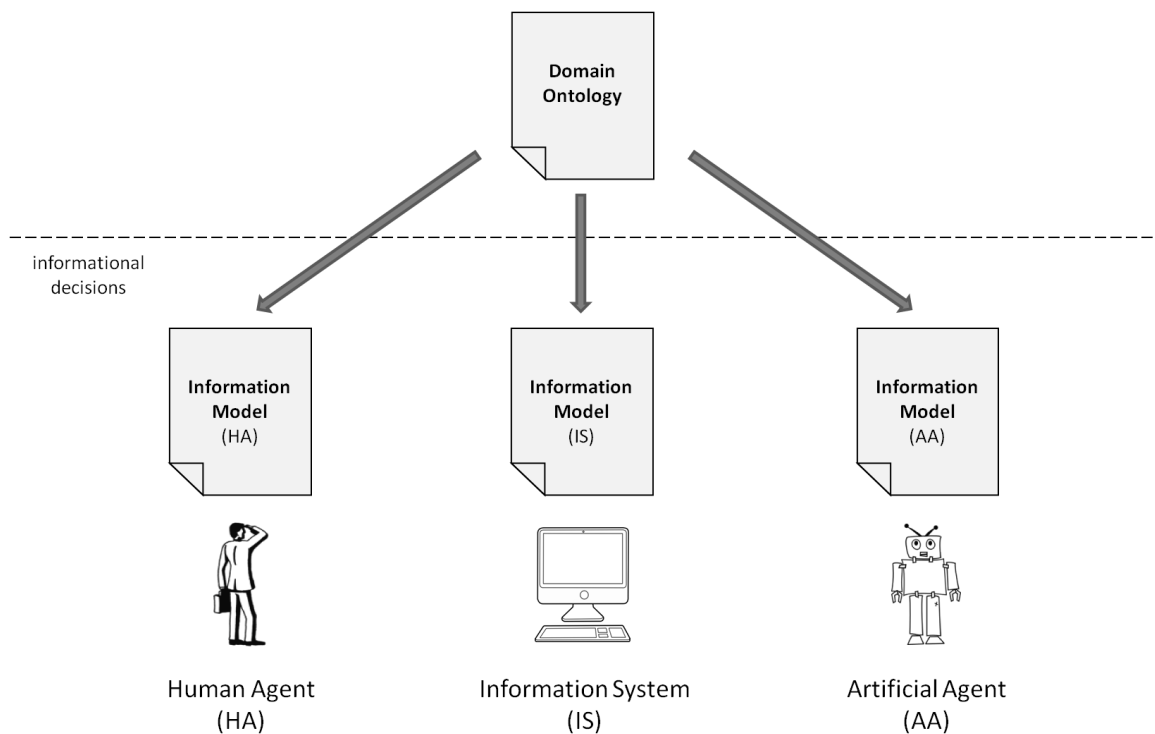 Domain
Ontology
informational
decisions
Information
Model
(HA)
Information
Model
(IS)
Information
Model
(AA)
Human Agent
(HA)
Information System
(IS)
Artificial Agent
(AA)